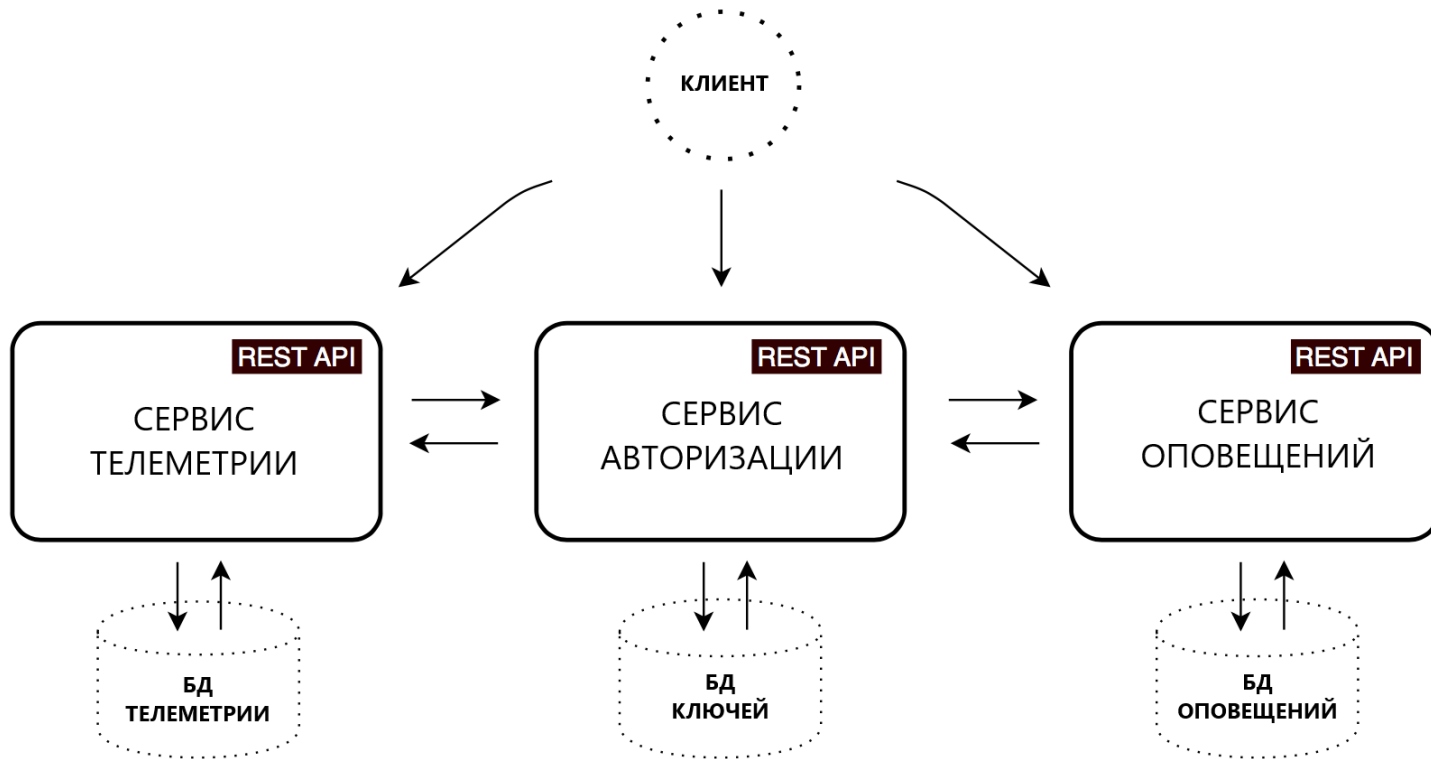 КЛИЕНТ
REST API
СЕРВИС
ТЕЛЕМЕТРИИ
REST API
СЕРВИС
АВТОРИЗАЦИИ
REST API
СЕРВИС
ОПОВЕЩЕНИЙ
БД
ТЕЛЕМЕТРИИ
БД
КЛЮЧЕЙ
БД
ОПОВЕЩЕНИЙ